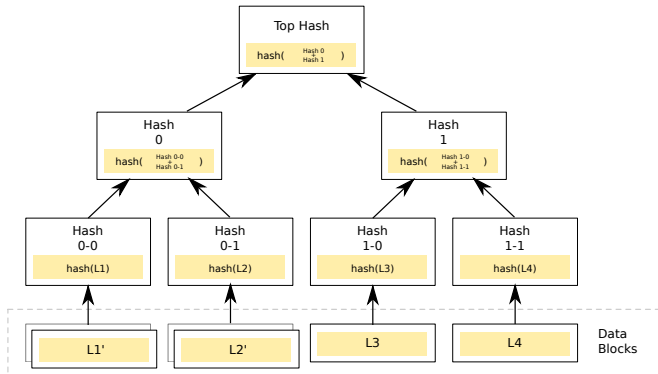 Top Hash
hash( Hash 0 + Hash 1 )
Hash
0
hash( Hash 0-0 + Hash 0-1 )
Hash
1
hash( Hash 1-0 + Hash 1-1 )
Hash
0-0
hash(L1)
Hash
0-1
hash(L2)
Hash
1-0
hash(L3)
Hash
1-1
hash(L4)
L1'
L2'
L3
L4
Data
Blocks